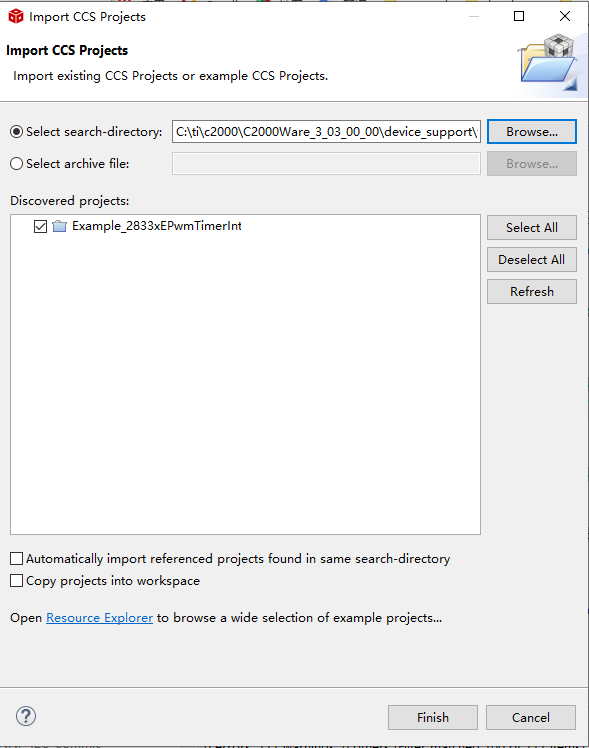 Import CCS Projects
Import CCS Projects
Import existing CCS Projects or example CCS Projects.
Select search-directory: C:\ti\c2000\C2000Ware_3_03_00_00\device_support\ Browse...
Select archive file: Browse...
Discovered projects:
Example_2833xEPwmTimerInt
Select All
Deselect All
Refresh
Automatically import referenced projects found in same search-directory
Copy projects into workspace
Open Resource Explorer to browse a wide selection of example projects...
? Finish Cancel